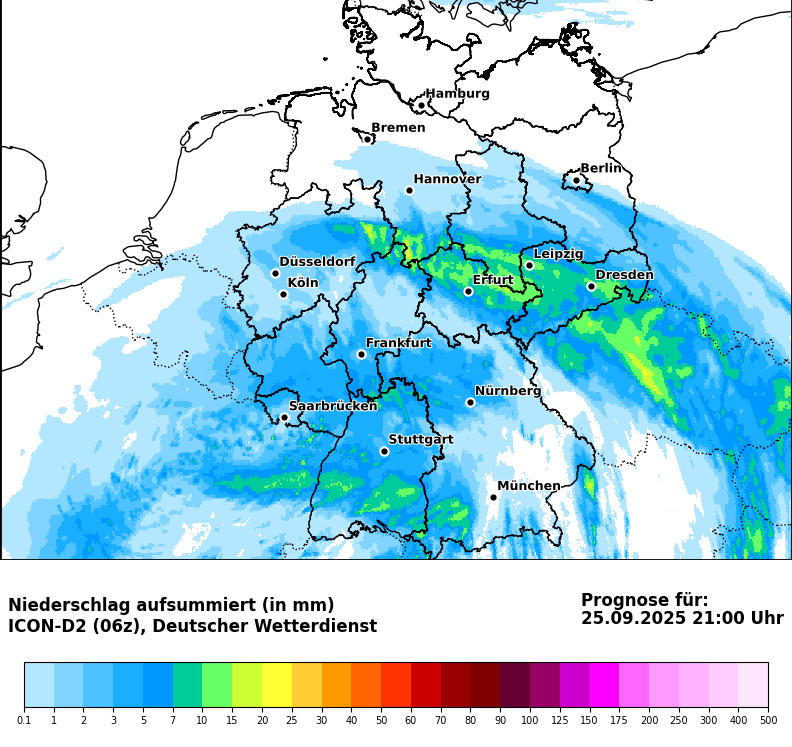 Hamburg
Bremen
Berlin
Hannover
Leipzig
Düsseldorf
Dresden
Köln
Erfurt
Frankfurt
Nürnberg
Saarbrücken
Stuttgart
München
Niederschlag aufsummiert (in mm)
ICON-D2 (06z), Deutscher Wetterdienst
Prognose für:
25.09.2025 21:00 Uhr
0.1 1 2 3 5 7 10 15 20 25 30 40 50 60 70 80 90 100 125 150 175 200 250 300 400 500